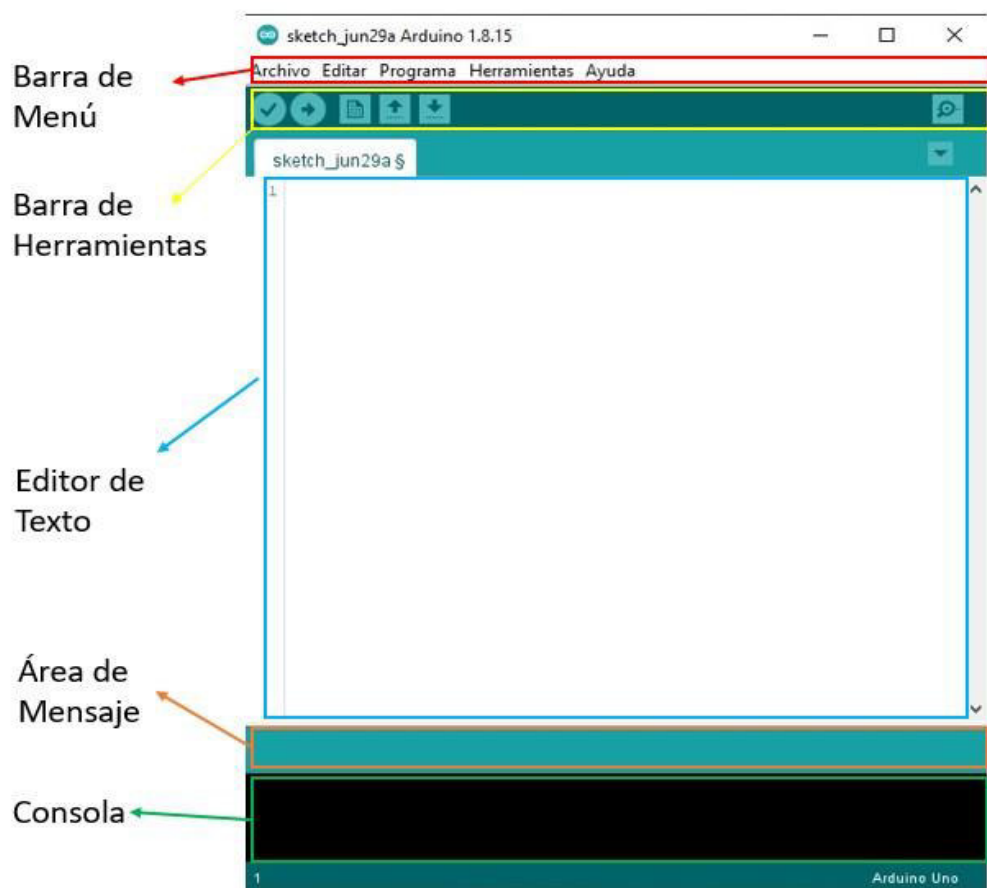 sketch_jun29a Arduino 1.8.15
Archivo Editar Programa Herramientas Ayuda
Barra de
Menú
sketch_jun29a §
1
Barra de
Herramientas
Editor de
Texto
Área de
Mensaje
Consola
1
Arduino Uno